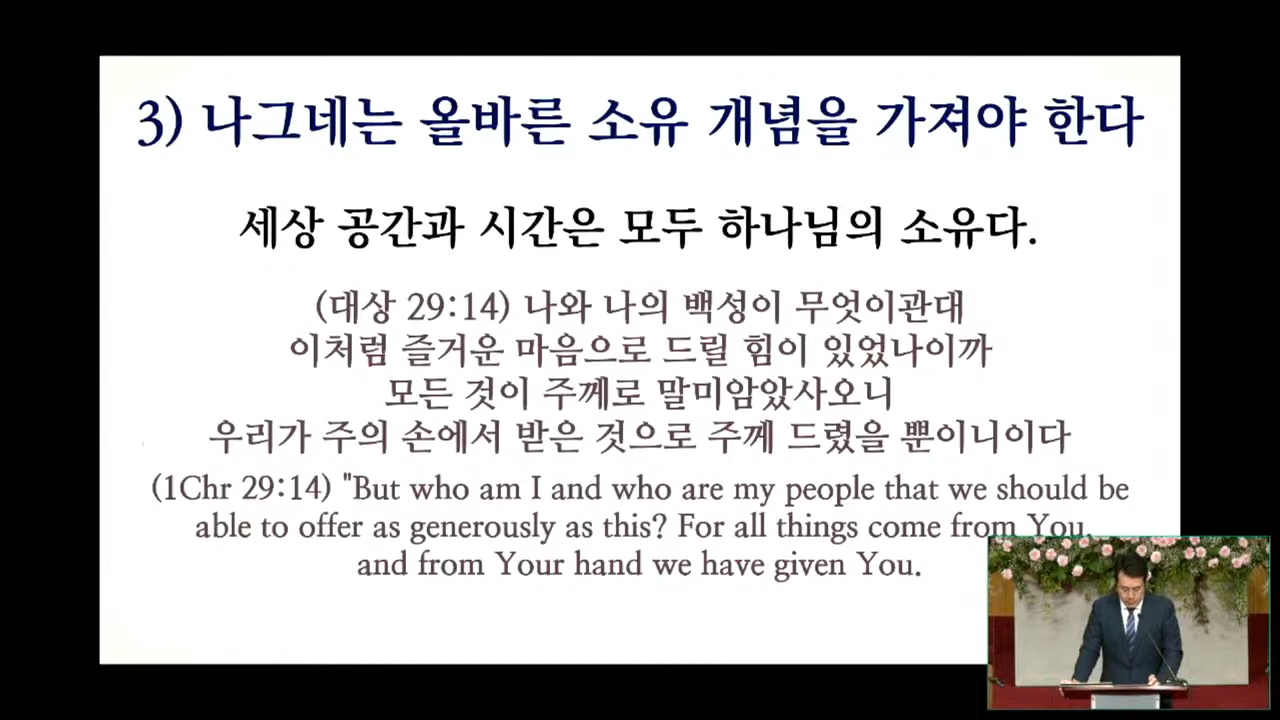 3) 나그네는 올바른 소유 개념을 가져야 한다
세상 공간과 시간은 모두 하나님의 소유다.
(대상 29:14) 나와 나의 백성이 무엇이관대
이처럼 즐거운 마음으로 드릴 힘이 있었나이까
모든 것이 주께로 말미암았사오니
우리가 주의 손에서 받은 것으로 주께 드렸을 뿐이니이다
(1Chr 29:14) "But who am I and who are my people that we should be
able to offer as generously as this? For all things come from You,
and from Your hand we have given You.